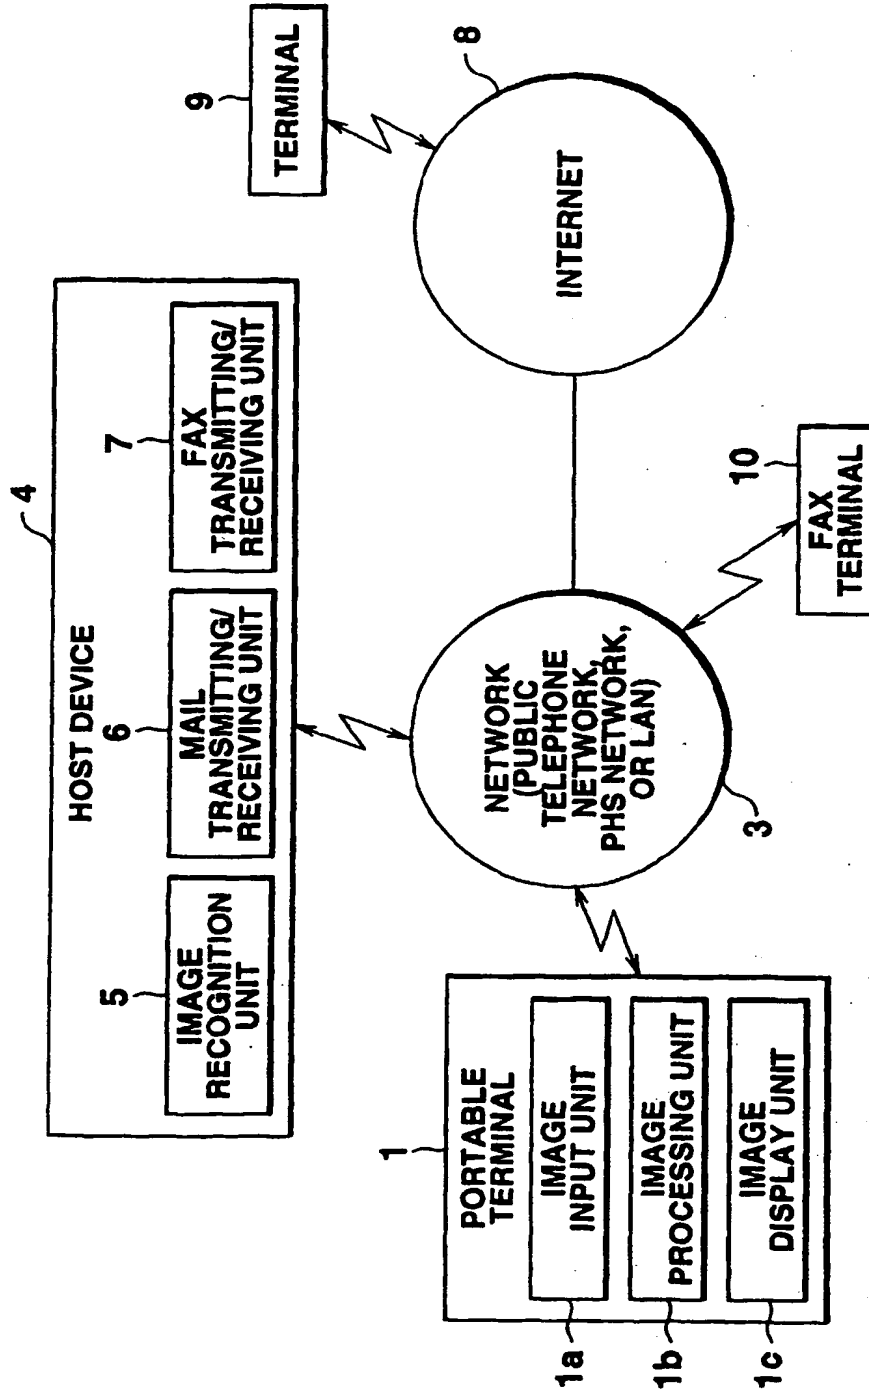 4
HOST DEVICE
5
IMAGE
RECOGNITION
UNIT
6
MAIL
TRANSMITTING/
RECEIVING UNIT
7
FAX
TRANSMITTING/
RECEIVING UNIT
9
TERMINAL
1
PORTABLE
TERMINAL
1a
IMAGE
INPUT UNIT
1b
IMAGE
PROCESSING UNIT
1c
IMAGE
DISPLAY UNIT
NETWORK
(PUBLIC
TELEPHONE
NETWORK,
PHS NETWORK,
OR LAN)
3
INTERNET
8
10
FAX
TERMINAL